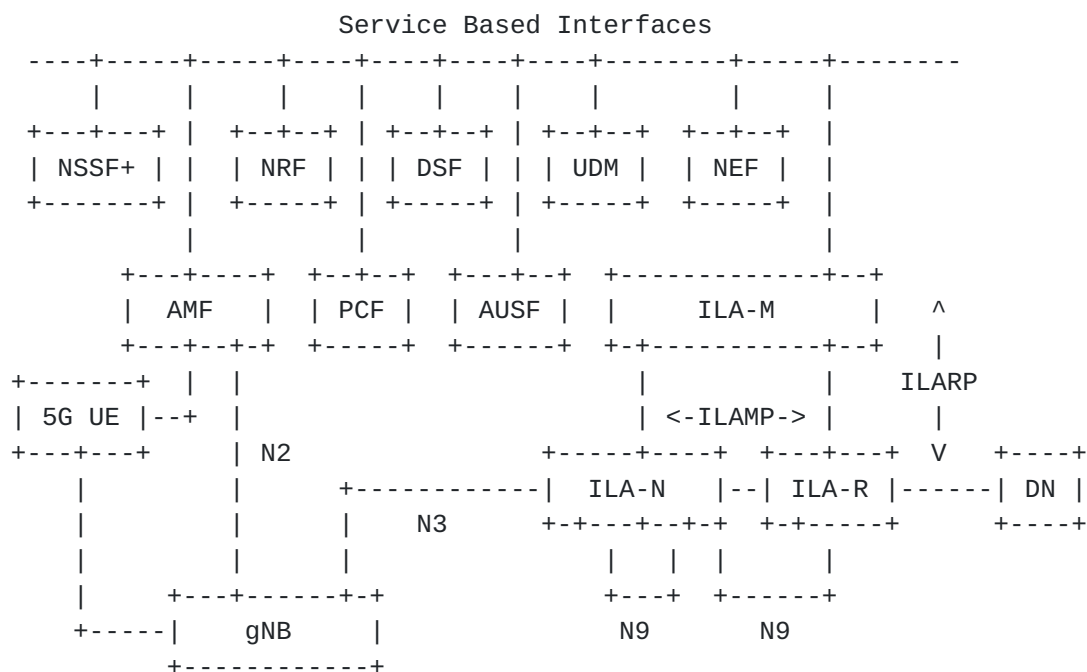 Service Based Interfaces
NSSF+ NRF DSF UDM NEF
AMF PCF AUSF ILA-M ^
ILARP
5G UE <-ILAMP->
N2 V
ILA-N ILA-R DN
N3
gNB N9 N9